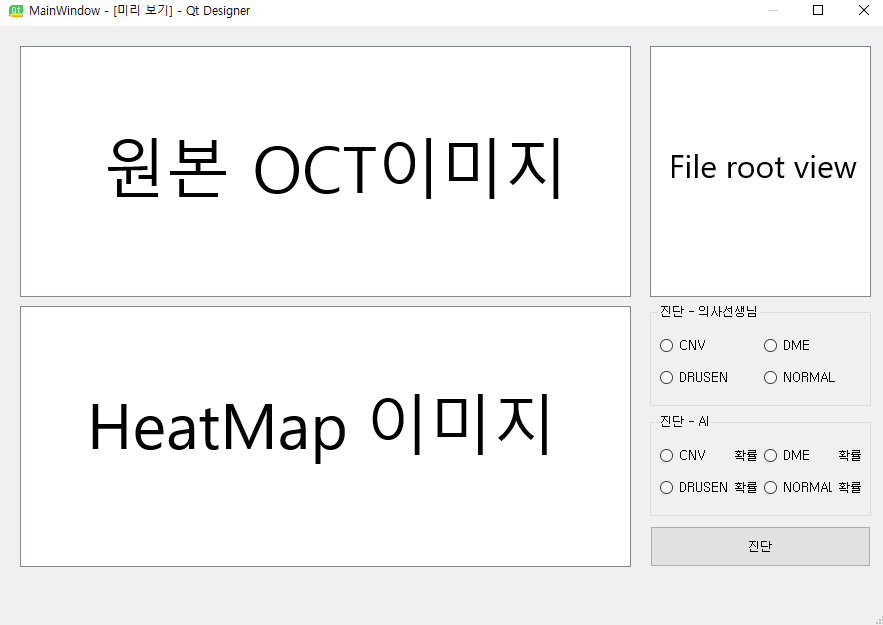 MainWindow - [미리 보기] - Qt Designer
원본 OCT이미지
File root view
HeatMap 이미지
진단 - 의사선생님
CNV
DME
DRUSEN
NORMAL
진단 - AI
CNV 확률
DME 확률
DRUSEN 확률
NORMAL 확률
진단